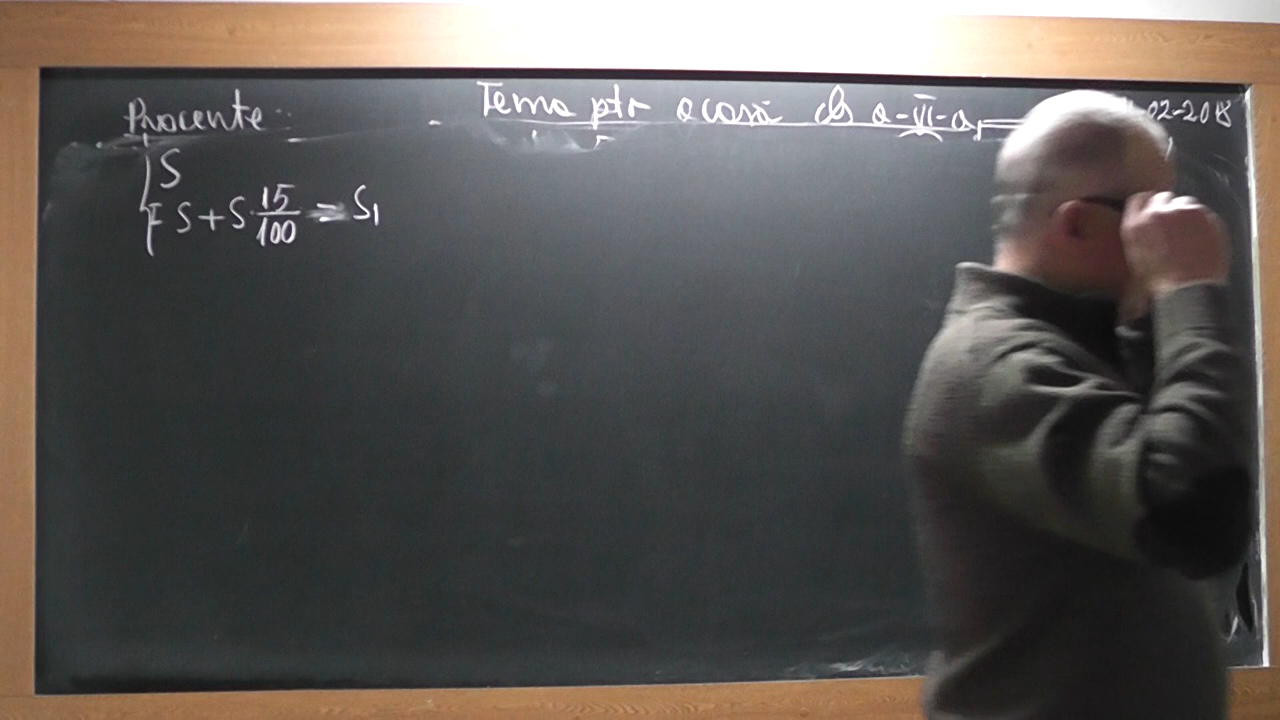 Procente
Tema ptr acasă cls a-VI-a 02-2018
S
F S + S · 15/100 = S₁